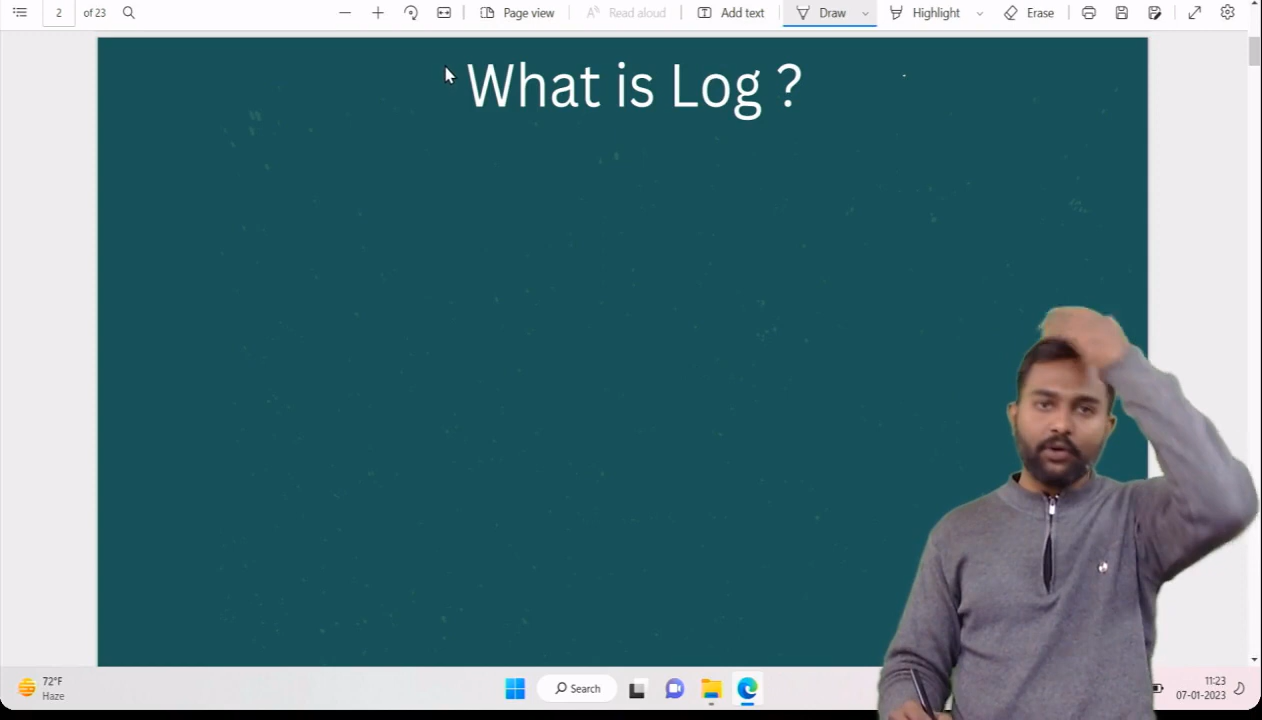 2 of 23 Page view Read aloud Add text Draw Highlight Erase
What is Log ?
72°F
Haze
Search
11:23
07-01-2023